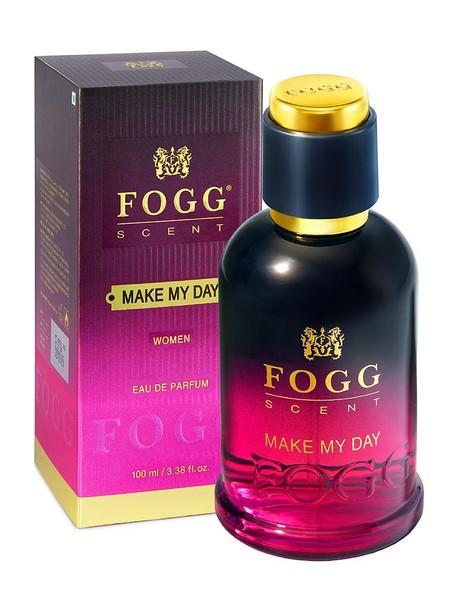 FOGG®
SCENT
MAKE MY DAY
WOMEN
EAU DE PARFUM
FOGG
100 ml / 3.38 fl. oz.
FOGG
FOGG
SCENT
MAKE MY DAY
FOGG